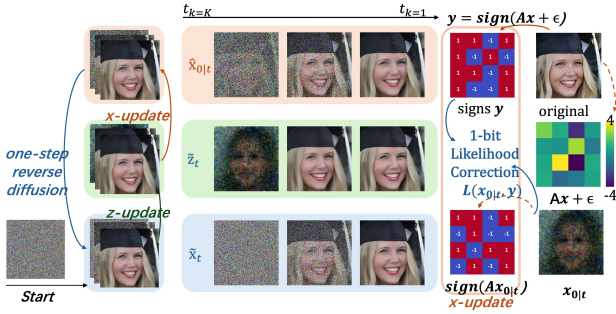 t_{k=K}
t_{k=1}
y = sign(Ax + ϵ)
x̂_{0|t}
x-update
signs y
original
4
one-step
reverse
diffusion
z̃_t
1-bit
Likelihood
Correction
L(x_{0|t}, y)
Ax + ϵ
-4
z-update
x̃_t
Start
sign(Ax_{0|t})
x-update
x_{0|t}